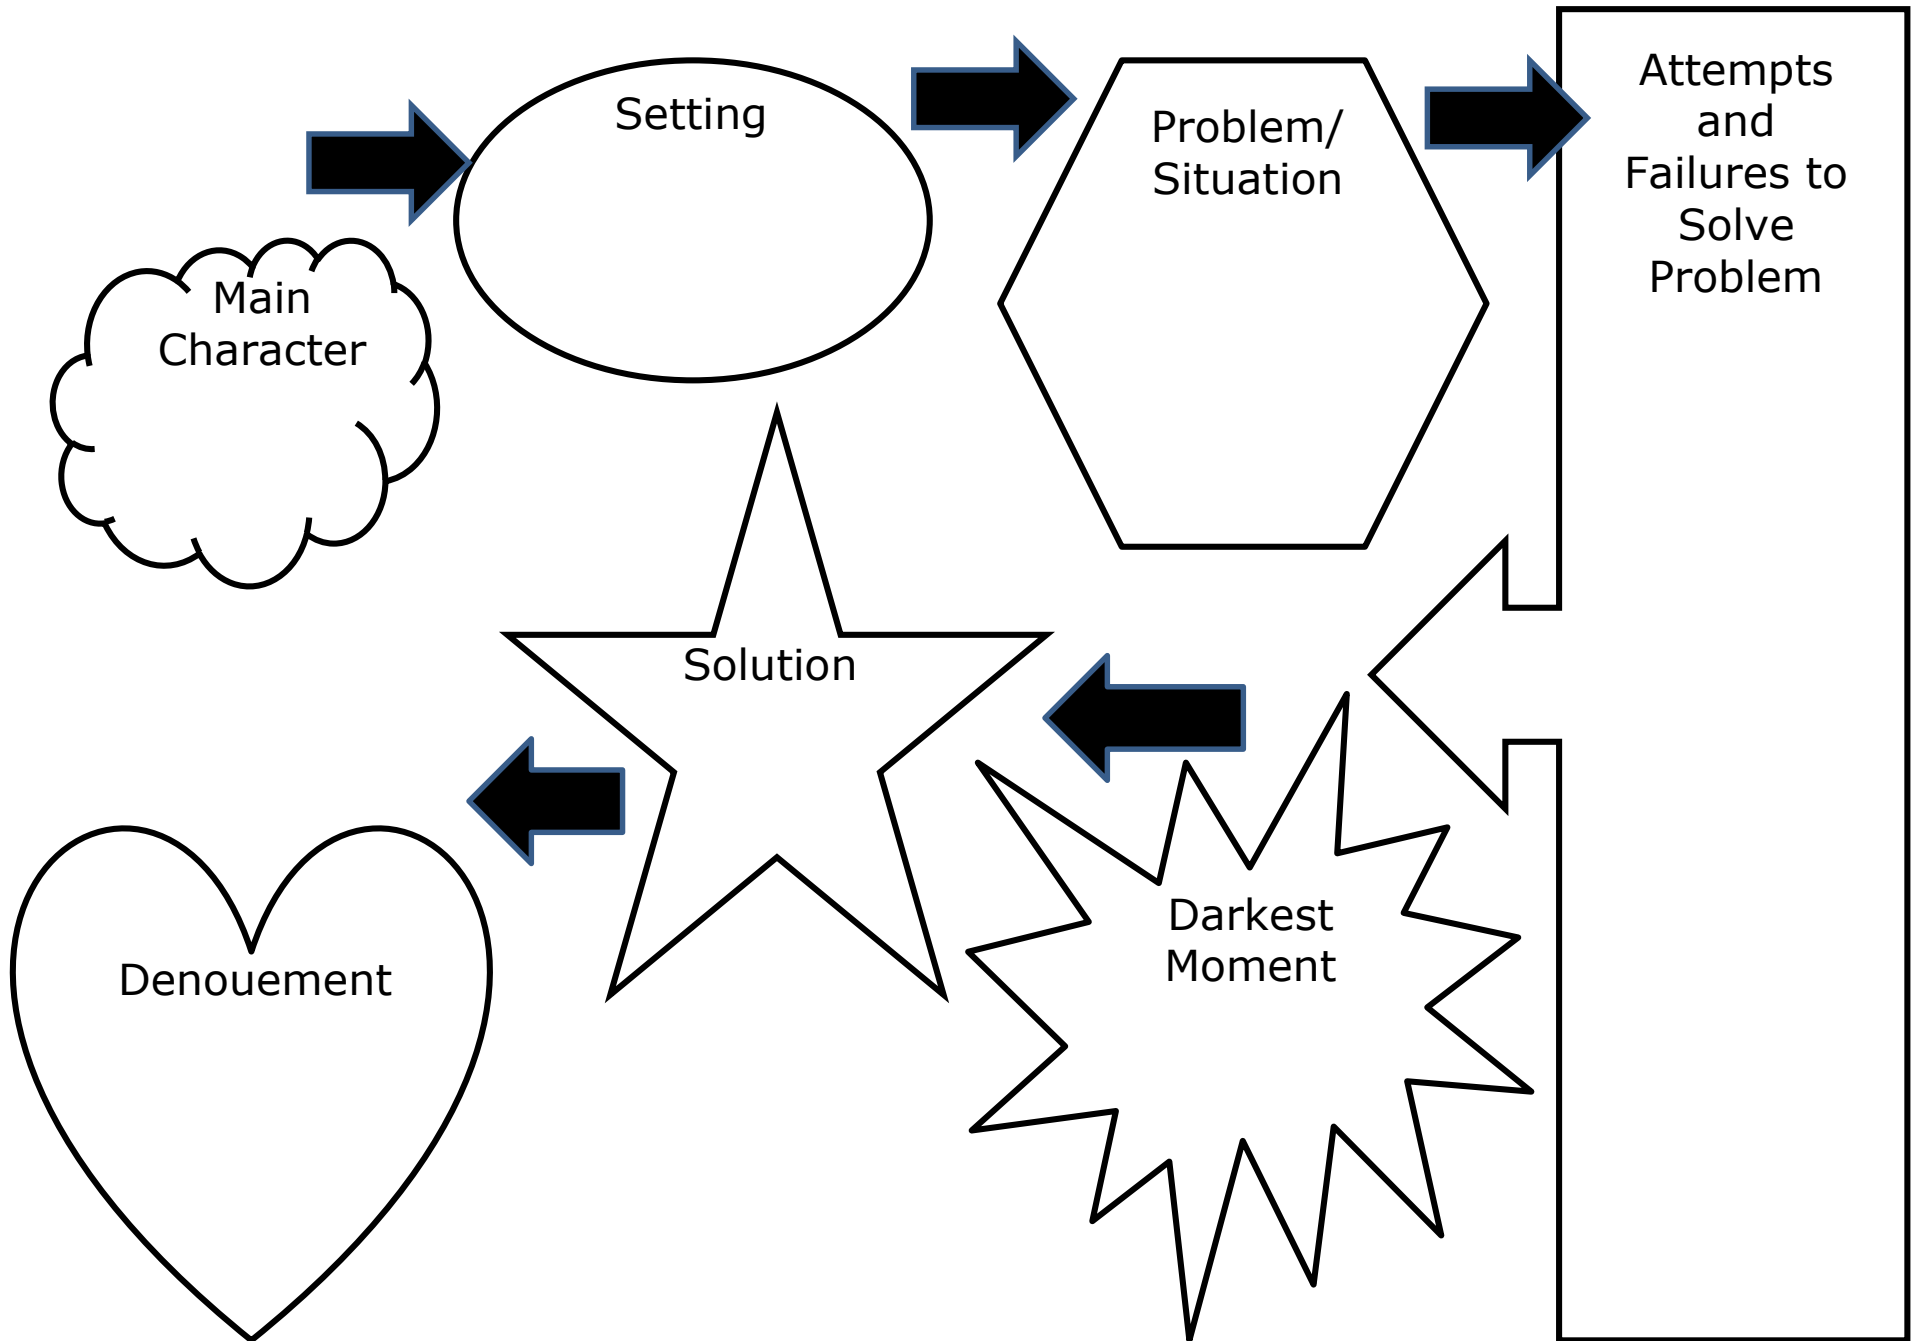 Main
Character
Setting
Problem/
Situation
Attempts
and
Failures to
Solve
Problem
Darkest
Moment
Solution
Denouement